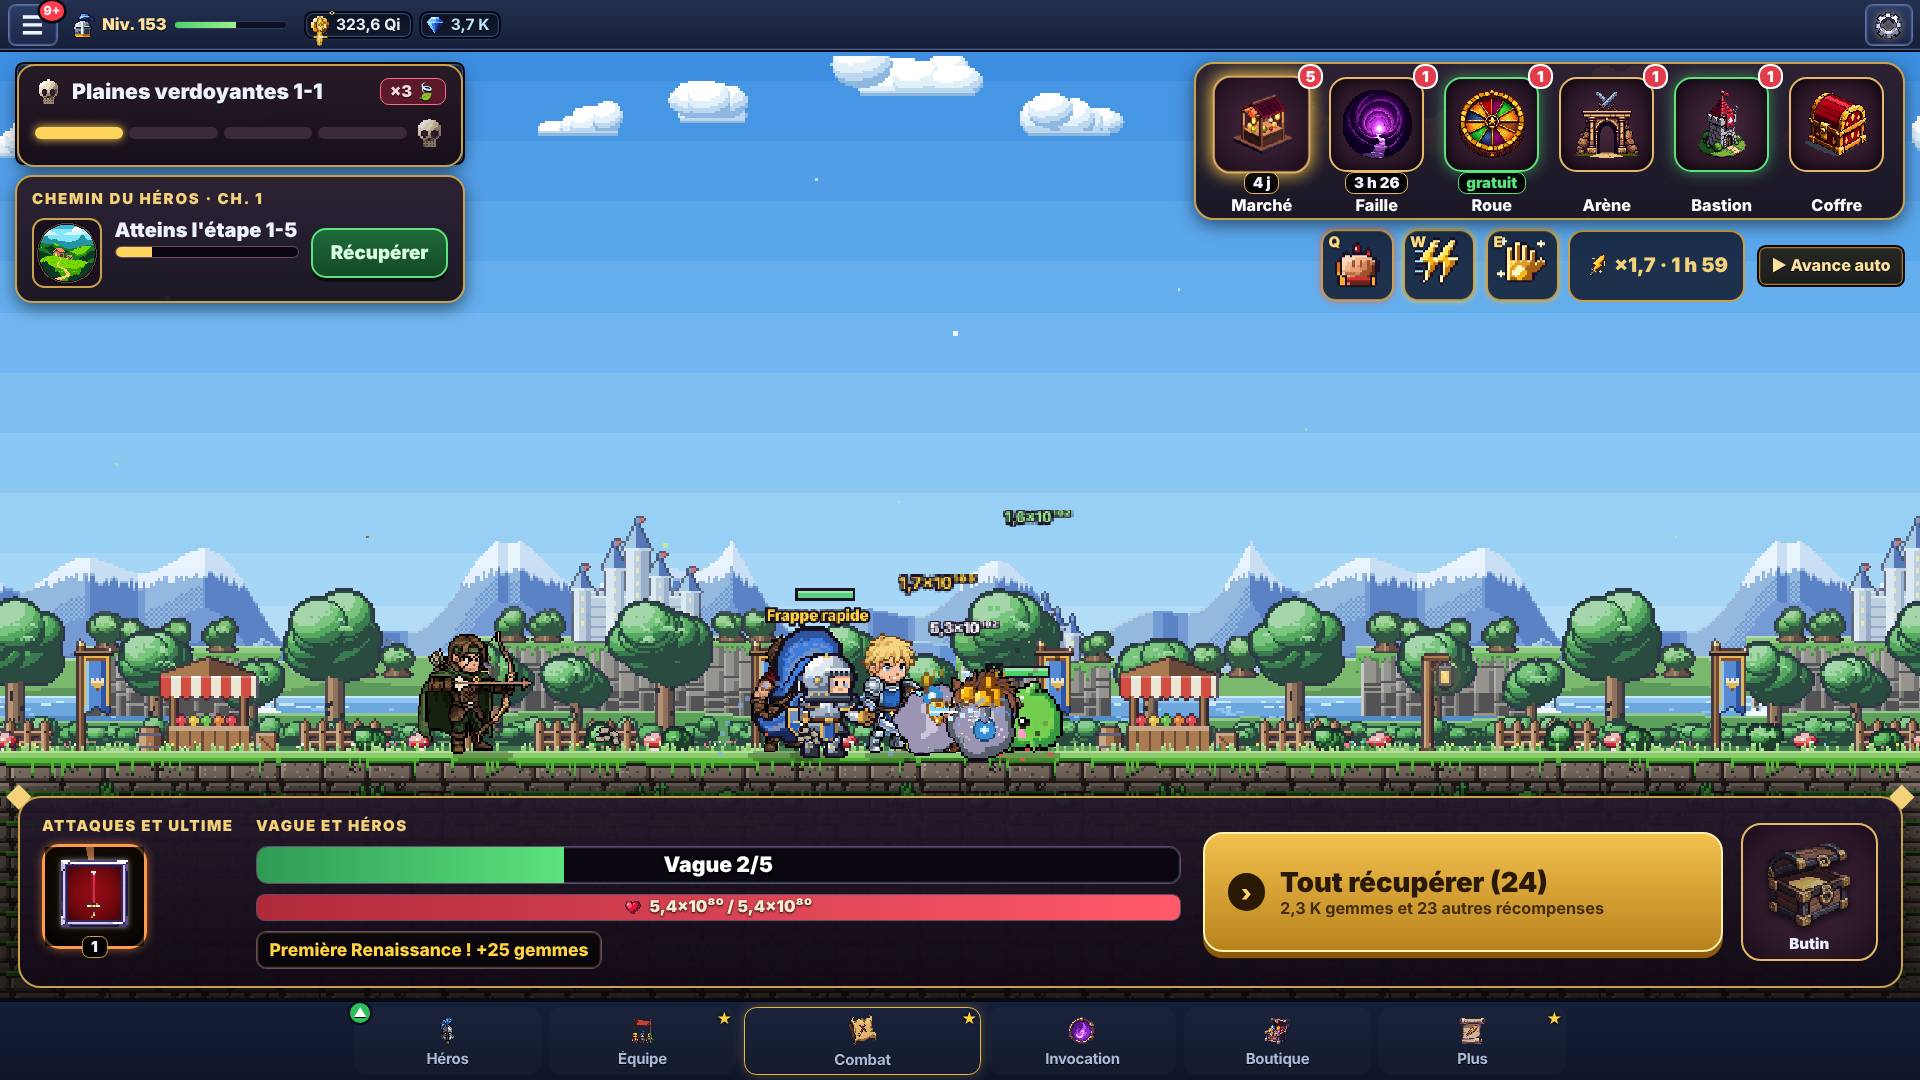 9+
Niv. 153
323,6 Qi
3,7 K
Plaines verdoyantes 1-1
×3
CHEMIN DU HÉROS · CH. 1
Atteins l'étape 1-5
Récupérer
5
1
1
1
1
4 j
3 h 26
gratuit
Marché
Faille
Roue
Arène
Bastion
Coffre
Q
W
E
×1,7 · 1 h 59
Avance auto
Frappe rapide
ATTAQUES ET ULTIME
1
VAGUE ET HÉROS
Vague 2/5
5,4×10⁸⁰ / 5,4×10⁸⁰
Première Renaissance ! +25 gemmes
Tout récupérer (24)
2,3 K gemmes et 23 autres récompenses
Butin
Héros
Équipe
Combat
Invocation
Boutique
Plus